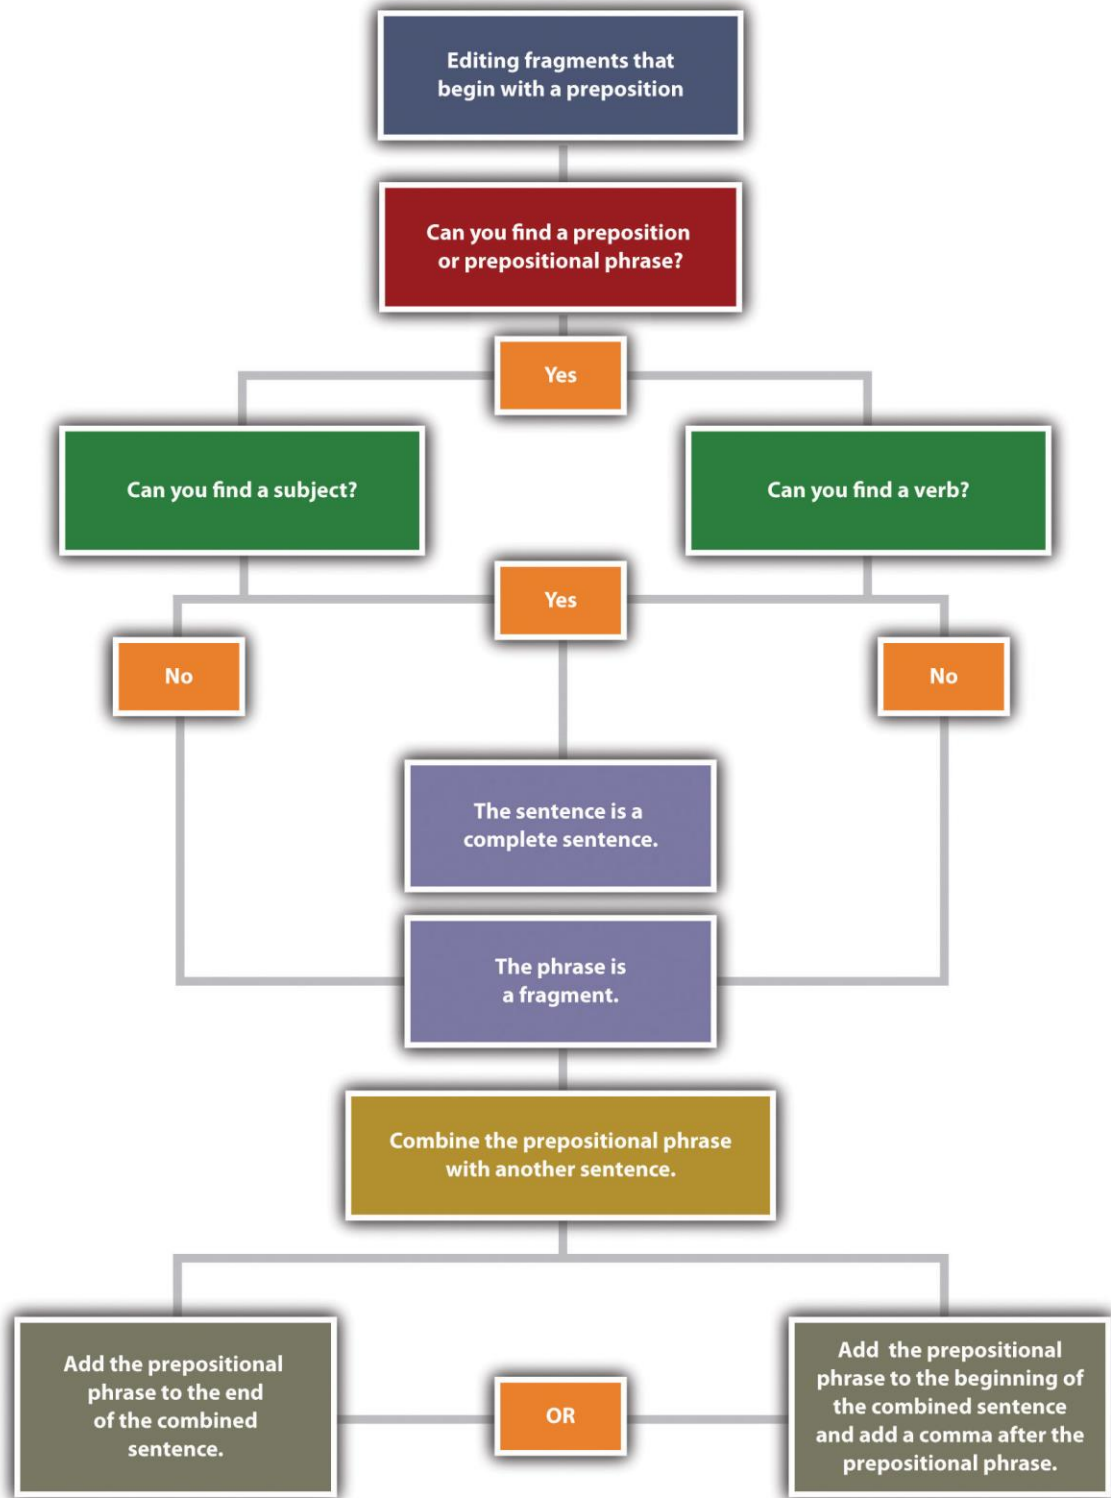 Editing fragments that
begin with a preposition
Can you find a preposition
or prepositional phrase?
Yes
Can you find a subject?
Can you find a verb?
Yes
No
No
The sentence is a
complete sentence.
The phrase is
a fragment.
Combine the prepositional phrase
with another sentence.
Add the prepositional
phrase to the end
of the combined
sentence.
OR
Add the prepositional
phrase to the beginning of
the combined sentence
and add a comma after the
prepositional phrase.